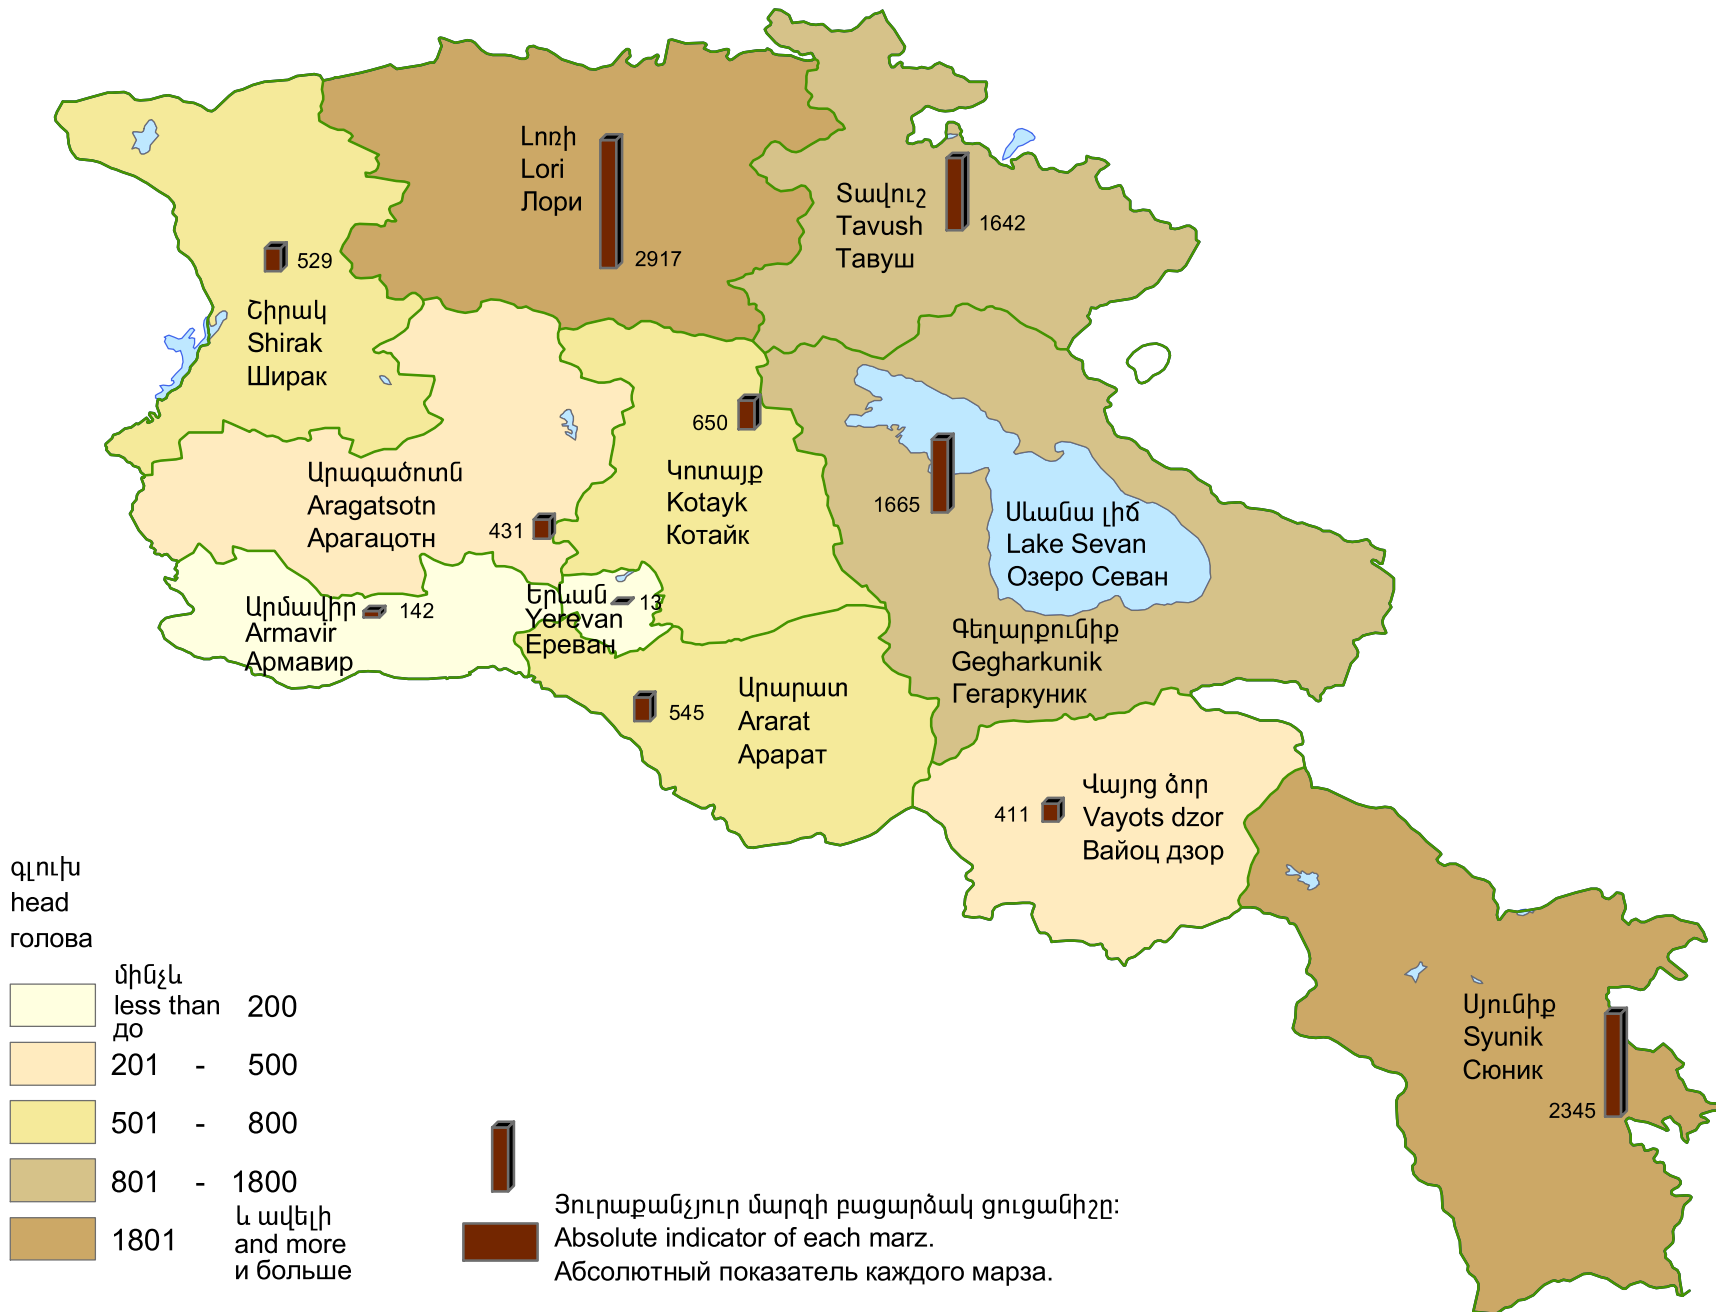 Լոռի
Lori
Лори
2917
Տավուշ
Tavush
Тавуш
1642
529
Շիրակ
Shirak
Ширак
650
Կոտայք
Kotayk
Котайк
Արագածոտն
Aragatsotn
Арагацотн
431
1665
Սևանա լիճ
Lake Sevan
Озеро Севан
Արմավիր
Armavir
Армавир
142
Երևան
Yerevan
Ереван
13
Գեղարքունիք
Gegharkunik
Гегаркуник
545
Արարատ
Ararat
Арарат
411
Վայոց ձոր
Vayots dzor
Вайоц дзор
Սյունիք
Syunik
Сюник
2345
գլուխ
head
голова
մինչև
less than 200
до
201 - 500
501 - 800
801 - 1800
1801
և ավելի
and more
и больше
Յուրաքանչյուր մարզի բացարձակ ցուցանիշը:
Absolute indicator of each marz.
Абсолютный показатель каждого марза.